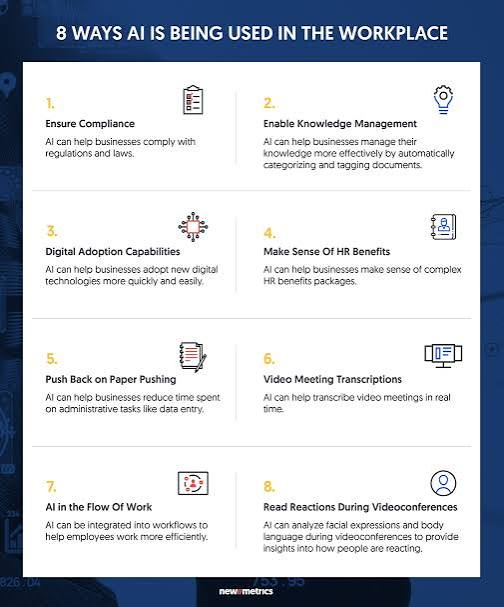 8 WAYS AI IS BEING USED IN THE WORKPLACE
1.
Ensure Compliance
AI can help businesses comply with
regulations and laws.
2.
Enable Knowledge Management
AI can help businesses manage their
knowledge more effectively by automatically
categorizing and tagging documents.
3.
Digital Adoption Capabilities
AI can help businesses adopt new digital
technologies more quickly and easily.
4.
Make Sense Of HR Benefits
AI can help businesses make sense of complex
HR benefits packages.
5.
Push Back on Paper Pushing
AI can help businesses reduce time spent
on administrative tasks like data entry.
6.
Video Meeting Transcriptions
AI can help transcribe video meetings in real
time.
7.
AI in the Flow Of Work
AI can be integrated into workflows to
help employees work more efficiently.
8.
Read Reactions During Videoconferences
AI can analyze facial expressions and body
language during videoconferences to provide
insights into how people are reacting.
234
826.04
753.95
newmetrics